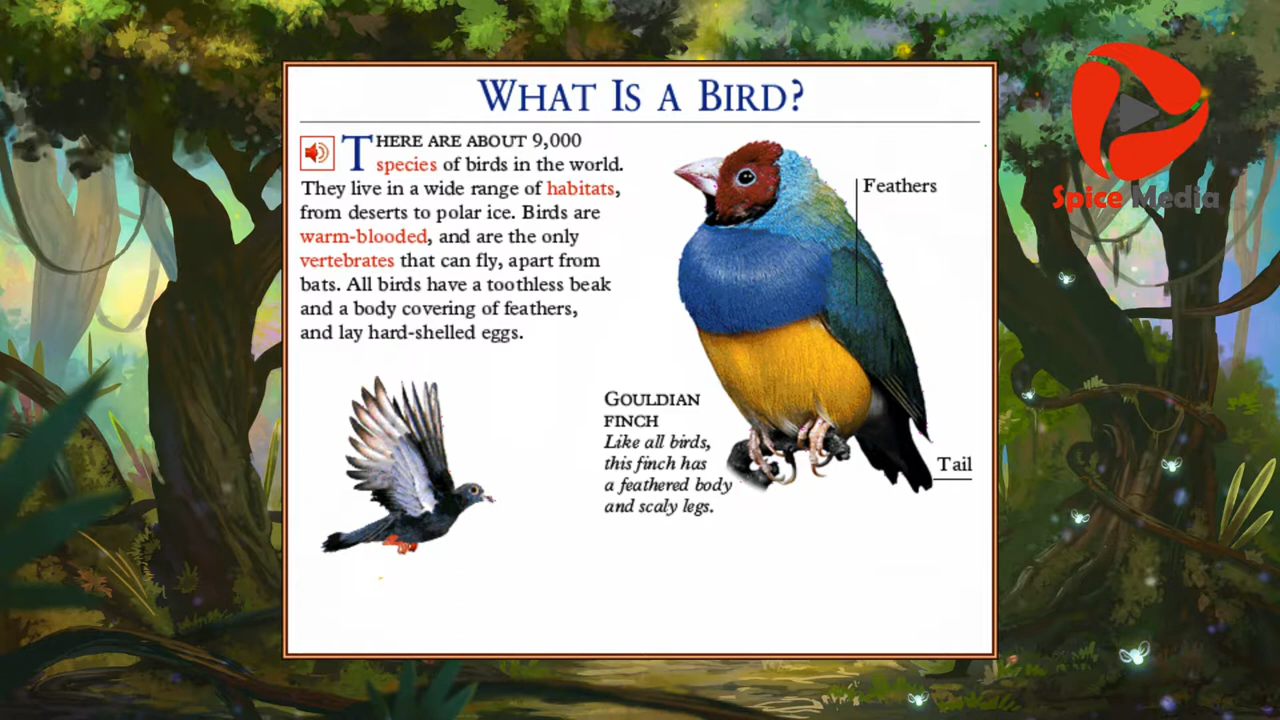 WHAT IS A BIRD?
THERE ARE ABOUT 9,000
species of birds in the world.
They live in a wide range of habitats,
from deserts to polar ice. Birds are
warm-blooded, and are the only
vertebrates that can fly, apart from
bats. All birds have a toothless beak
and a body covering of feathers,
and lay hard-shelled eggs.
Feathers
GOULDIAN
FINCH
Like all birds,
this finch has
a feathered body
and scaly legs.
Tail
Spice Media